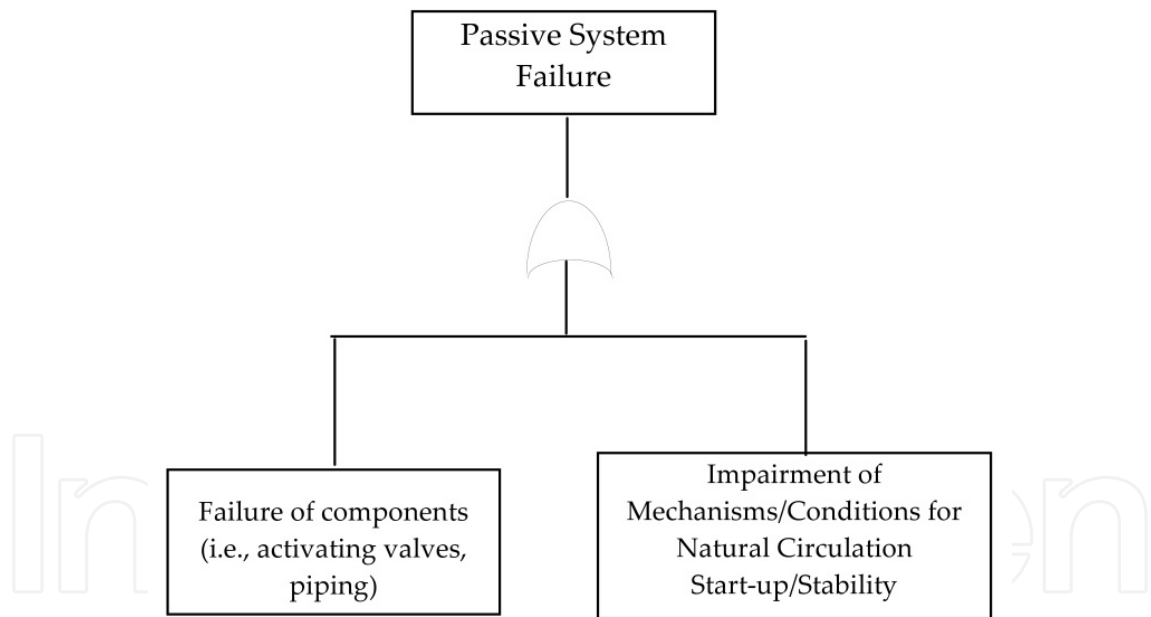 Passive System
Failure
Failure of components
(i.e., activating valves,
piping)
Impairment of
Mechanisms/Conditions for
Natural Circulation
Start-up/Stability